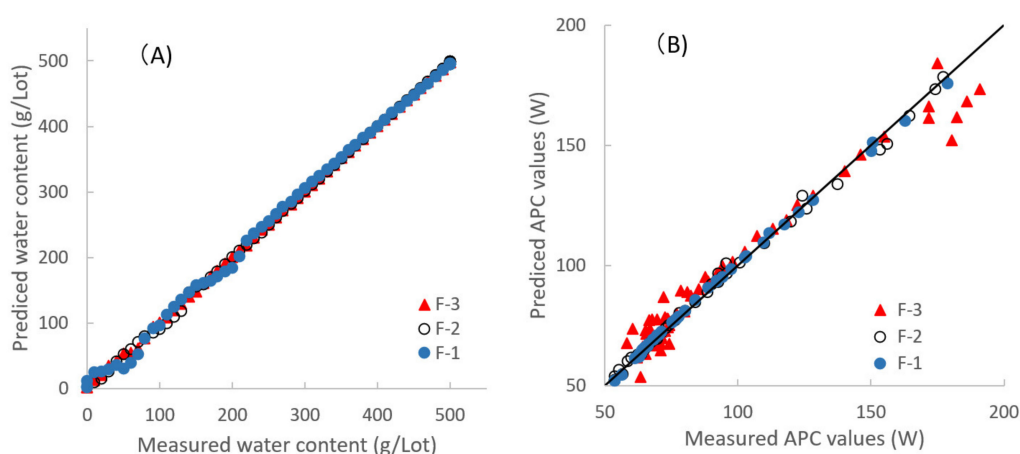 (A)
Prediced water content (g/Lot)
500
400
300
200
100
0
0 100 200 300 400 500
Measured water content (g/Lot)
F-3
F-2
F-1
(B)
Prediced APC values (W)
200
150
100
50
50 100 150 200
Measured APC values (W)
F-3
F-2
F-1